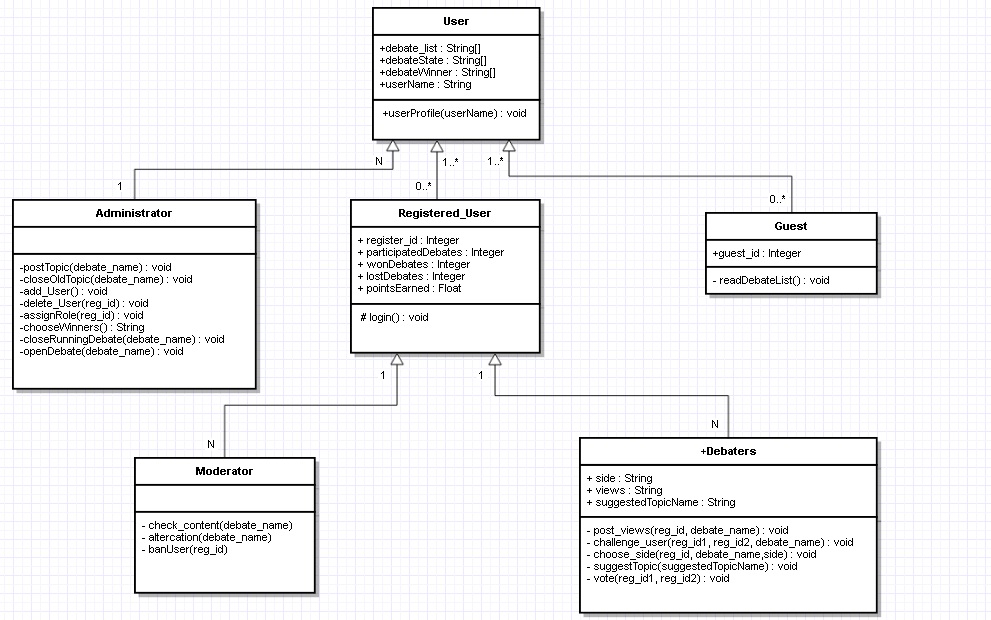 User
+debate_list : String[]
+debateState : String[]
+debateWinner : String[]
+userName : String
+userProfile(userName) : void
N
1..*
1..*
1
0..*
0..*
Administrator
-postTopic(debate_name) : void
-closeOldTopic(debate_name) : void
-add_User() : void
-delete_User(reg_id) : void
-assignRole(reg_id) : void
-chooseWinners() : String
-closeRunningDebate(debate_name) : void
-openDebate(debate_name) : void
Registered_User
+ register_id : Integer
+ participatedDebates : Integer
+ wonDebates : Integer
+ lostDebates : Integer
+ pointsEarned : Float
# login() : void
Guest
+guest_id : Integer
- readDebateList() : void
1
1
N
N
Moderator
- check_content(debate_name)
- altercation(debate_name)
- banUser(reg_id)
+Debaters
+ side : String
+ views : String
+ suggestedTopicName : String
- post_views(reg_id, debate_name) : void
- challenge_user(reg_id1, reg_id2, debate_name) : void
- choose_side(reg_id, debate_name,side) : void
- suggestTopic(suggestedTopicName) : void
- vote(reg_id1, reg_id2) : void